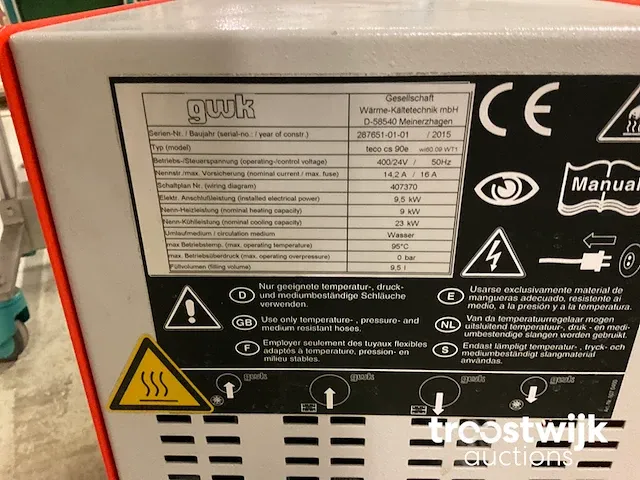 gwk
Gesellschaft
Wärme-Kältetechnik mbH
D-58540 Meinerzhagen
Serien-Nr. / Baujahr (serial-no.: / year of constr.) 287651-01-01 / 2015
Typ (model) teco cs 90e wi60.09 WT1
Betriebs-/Steuerspannung (operating-/control voltage) 400/24V / 50Hz
Nennstr./max. Vorsicherung (nominal current / max. fuse) 14,2 A / 16 A
Schaltplan Nr. (wiring diagram) 407370
Elektr. Anschlußleistung (installed electrical power) 9,5 kW
Nenn-Heizleistung (nominal heating capacity) 9 kW
Nenn-Kühlleistung (nominal cooling capacity) 23 kW
Umlaufmedium / circulation medium) Wasser
max Betriebstemp. (max. operating temperature) 95°C
max. Betriebsüberdruck (max. operating overpressure) 0 bar
Füllvolumen (filling volume) 9,5 l
CE
Manual
D Nur geeignete temperatur-, druck-
und mediumbeständige Schläuche
verwenden.
GB Use only temperature- , pressure- and
medium resistant hoses.
F Employer seulement des tuyaux flexibles
adaptés à température, pression- en
milieu stables.
E Usarse exclusivamente material de
mangueras adecuado, resistente al
medio, a la presión y a la temperatura.
NL Van da temperatuurregelaar mogen
uitsluitend temperatuur-, druk - en medi-
umbestendige slangen worden gebruikt.
S Endast lämpligt temperatur- , tryck- och
mediumbeständigt slangmaterial
användas.
gwk
gwk
troostwijk
auctions